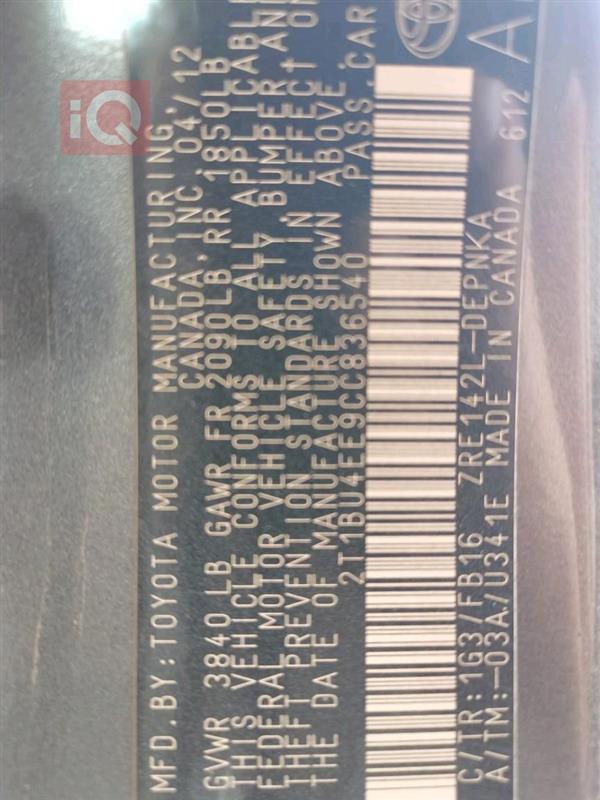 iQ
MFD.BY:TOYOTA MOTOR MANUFACTURING,
CANADA, INC. 04/12
GVWR 3840 LB GAWR FR 2090LB RR 1850LB
THIS VEHICLE CONFORMS TO ALL APPLICABL
FEDERAL MOTOR VEHICLE SAFETY, BUMPER AN
THEFT PREVENTION STANDARDS IN EFFECT ON
THE DATE OF MANUFACTURE SHOWN ABOVE.
2T1BU4EE9CC836540 PASS.CAR
C/TR:1G3/FB16 ZRE142L-DEPNKA
A/TM:-03A/U341E MADE IN CANADA 612 A